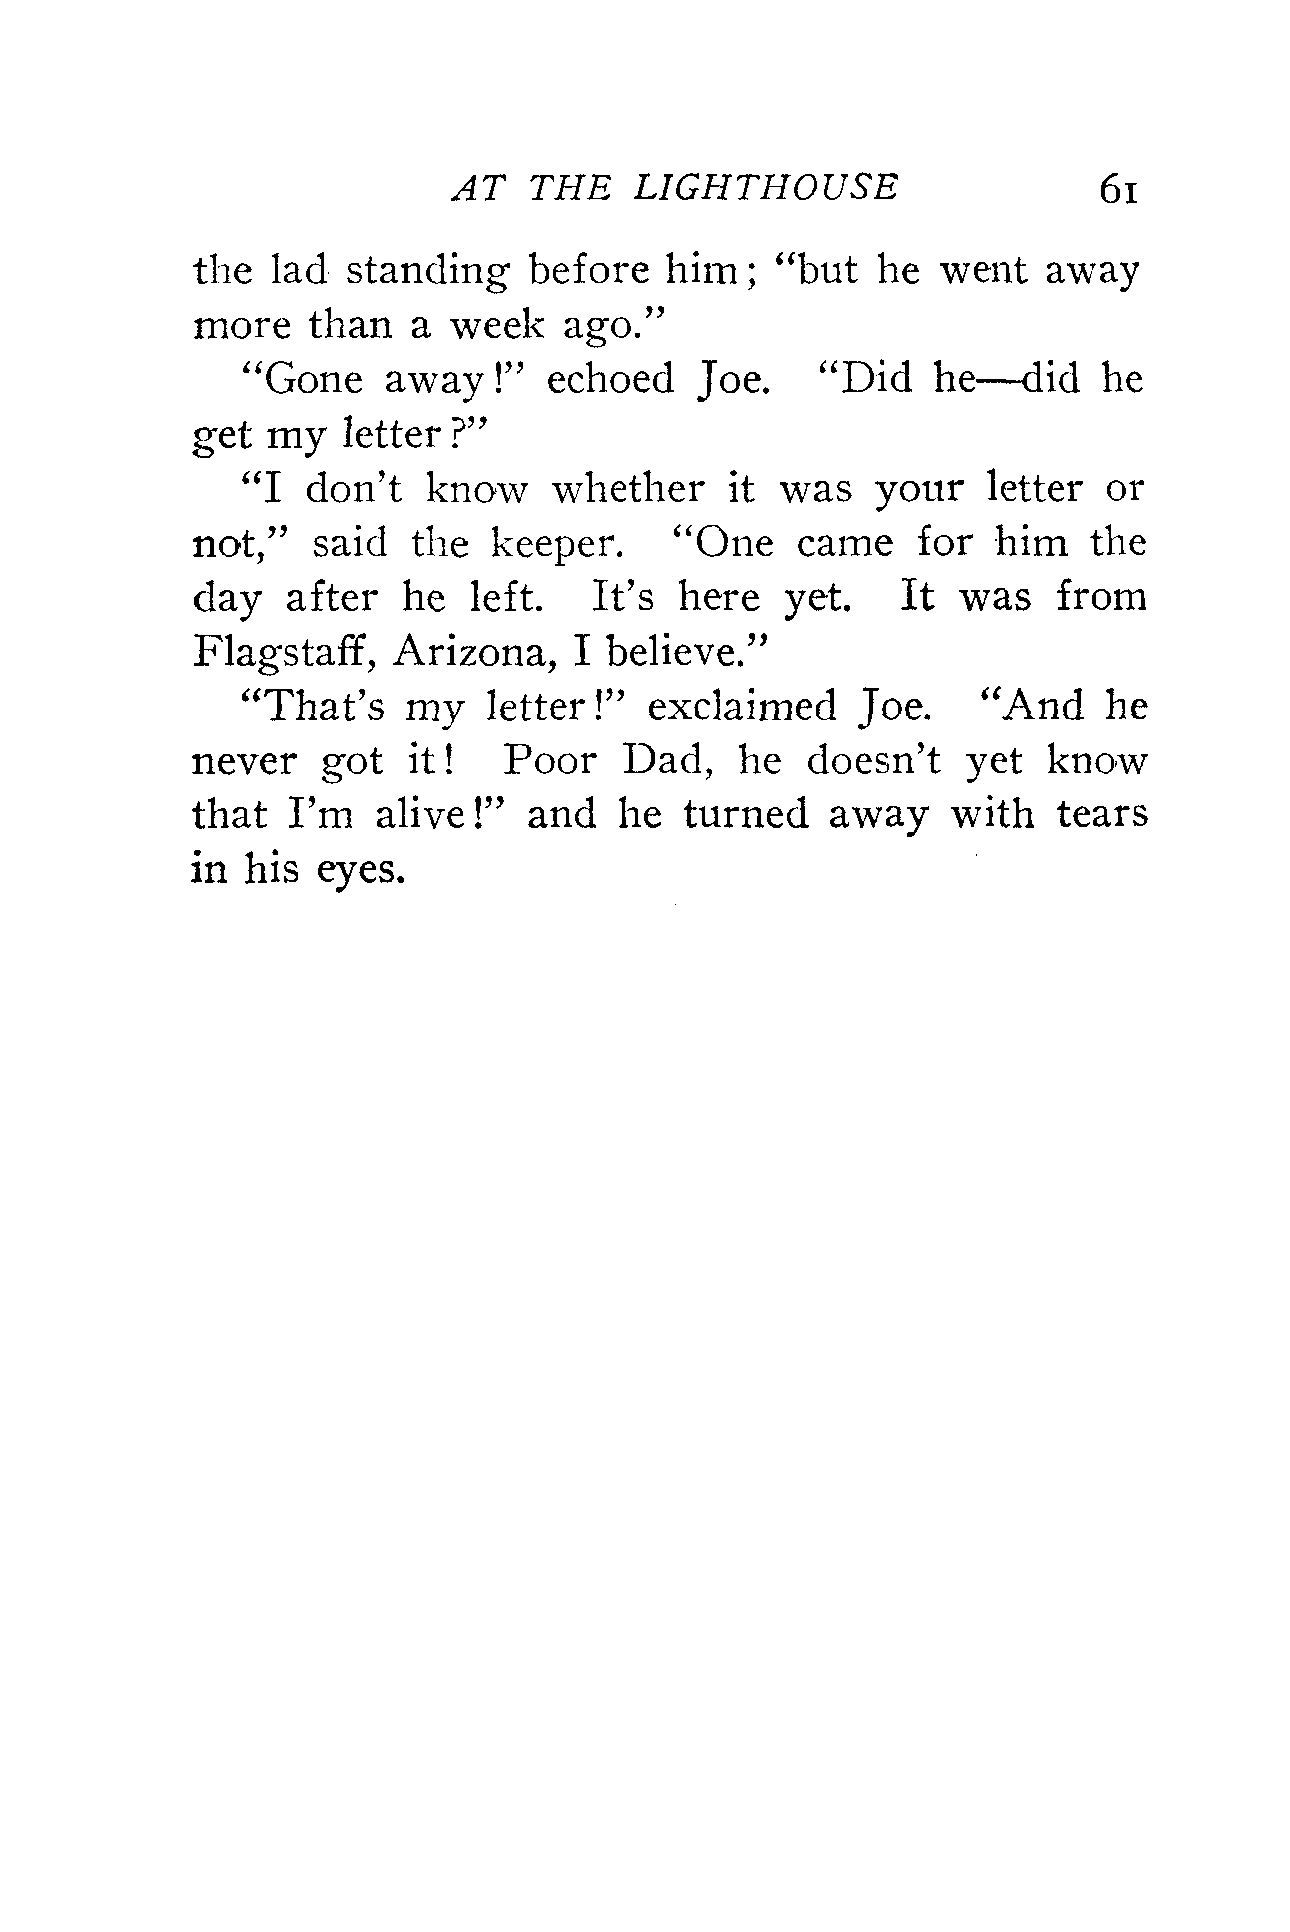 AT THE LIGHTHOUSE 61
the lad standing before him; "but he went away
more than a week ago."
"Gone away!" echoed Joe. "Did he—did he
get my letter?"
"I don't know whether it was your letter or
not," said the keeper. "One came for him the
day after he left. It's here yet. It was from
Flagstaff, Arizona, I believe."
"That's my letter!" exclaimed Joe. "And he
never got it! Poor Dad, he doesn't yet know
that I'm alive!" and he turned away with tears
in his eyes.